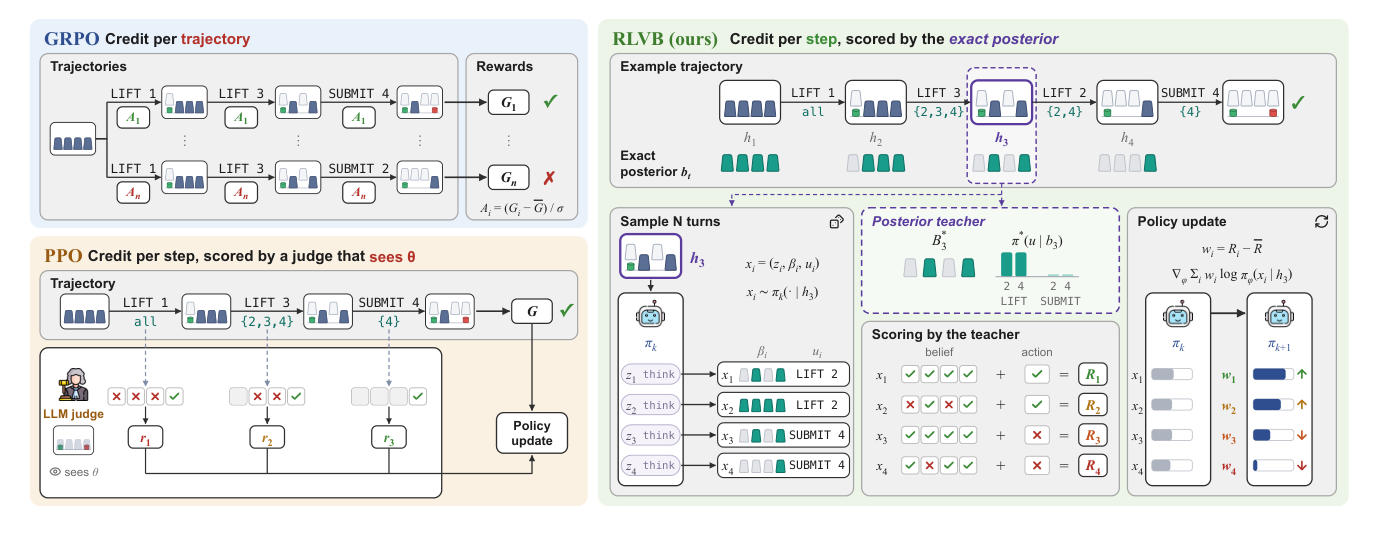 GRPO Credit per trajectory
Trajectories
LIFT 1 LIFT 3 SUBMIT 4
A1 A1 A1
⋮ ⋮
LIFT 1 LIFT 3 SUBMIT 2
An An An
Rewards
G1 ✓
⋮ ⋮
Gn ✗
Ai = (Gi − G̅) / σ
PPO Credit per step, scored by a judge that sees θ
Trajectory
LIFT 1 LIFT 3 SUBMIT 4
all {2,3,4} {4}
G ✓
LLM judge
r1 r2 r3
sees θ
Policy
update
RLVB (ours) Credit per step, scored by the exact posterior
Example trajectory
LIFT 1 LIFT 3 LIFT 2 SUBMIT 4
all {2,3,4} {2,4} {4}
✓
h1 h2 h3 h4
Exact
posterior bt
Sample N turns
h3
xi = (zi, βi, ui)
xi ~ πk(· | h3)
πk
βi ui
z1 think x1 LIFT 2
z2 think x2 LIFT 2
z3 think x3 SUBMIT 4
z4 think x4 SUBMIT 4
Posterior teacher
B3* π*(u | b3)
2 4 2 4
LIFT SUBMIT
Scoring by the teacher
belief action
x1 ✓ ✓ ✓ ✓ + ✓ = R1
x2 ✗ ✓ ✗ ✓ + ✓ = R2
x3 ✓ ✓ ✓ ✓ + ✗ = R3
x4 ✓ ✗ ✓ ✓ + ✗ = R4
Policy update
wi = Ri − R̅
∇φ Σi wi log πφ(xi | h3)
πk πk+1
x1 w1 ↑
x2 w2 ↑
x3 w3 ↓
x4 w4 ↓